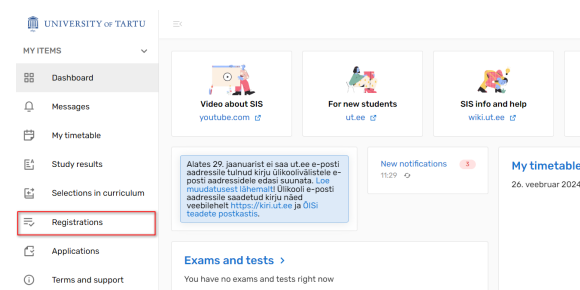 UNIVERSITY OF TARTU
MY ITEMS
Dashboard
Messages
My timetable
Study results
Selections in curriculum
Registrations
Applications
Terms and support
Video about SIS
youtube.com
For new students
ut.ee
SIS info and help
wiki.ut.ee
Alates 29. jaanuarist ei saa ut.ee e-posti
aadressile tulnud kirju ülikoolivälistele e-
posti aadressidele edasi suunata. Loe
muudatusest lähemalt! Ülikooli e-posti
aadressile saadetud kirju näed
veebilehelt https://kiri.ut.ee ja ÕISi
teadete postkastis.
New notifications 3
11:29
My timetable
26. veebruar 2024
Exams and tests >
You have no exams and tests right now